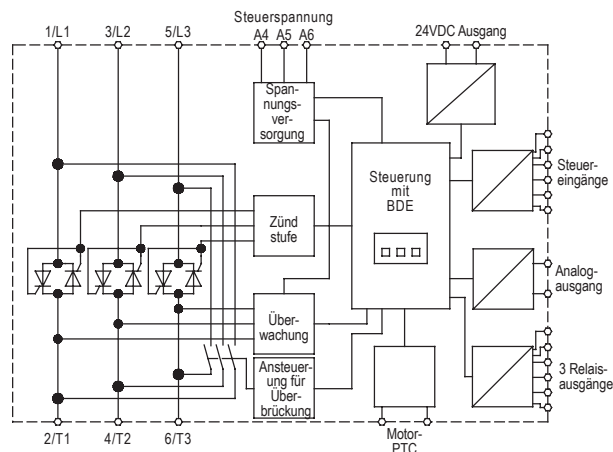 Steuerspannung
1/L1 3/L2 5/L3 A4 A5 A6 24VDC Ausgang
Span-
nungs-
ver-
sorgung
Steuerung
mit
BDE
Steuer-
eingänge
Zünd
stufe
Analog-
ausgang
Über-
wachung
Ansteue-
rung für
Über-
brückung
3 Relais-
ausgänge
2/T1 4/T2 6/T3
Motor-
PTC